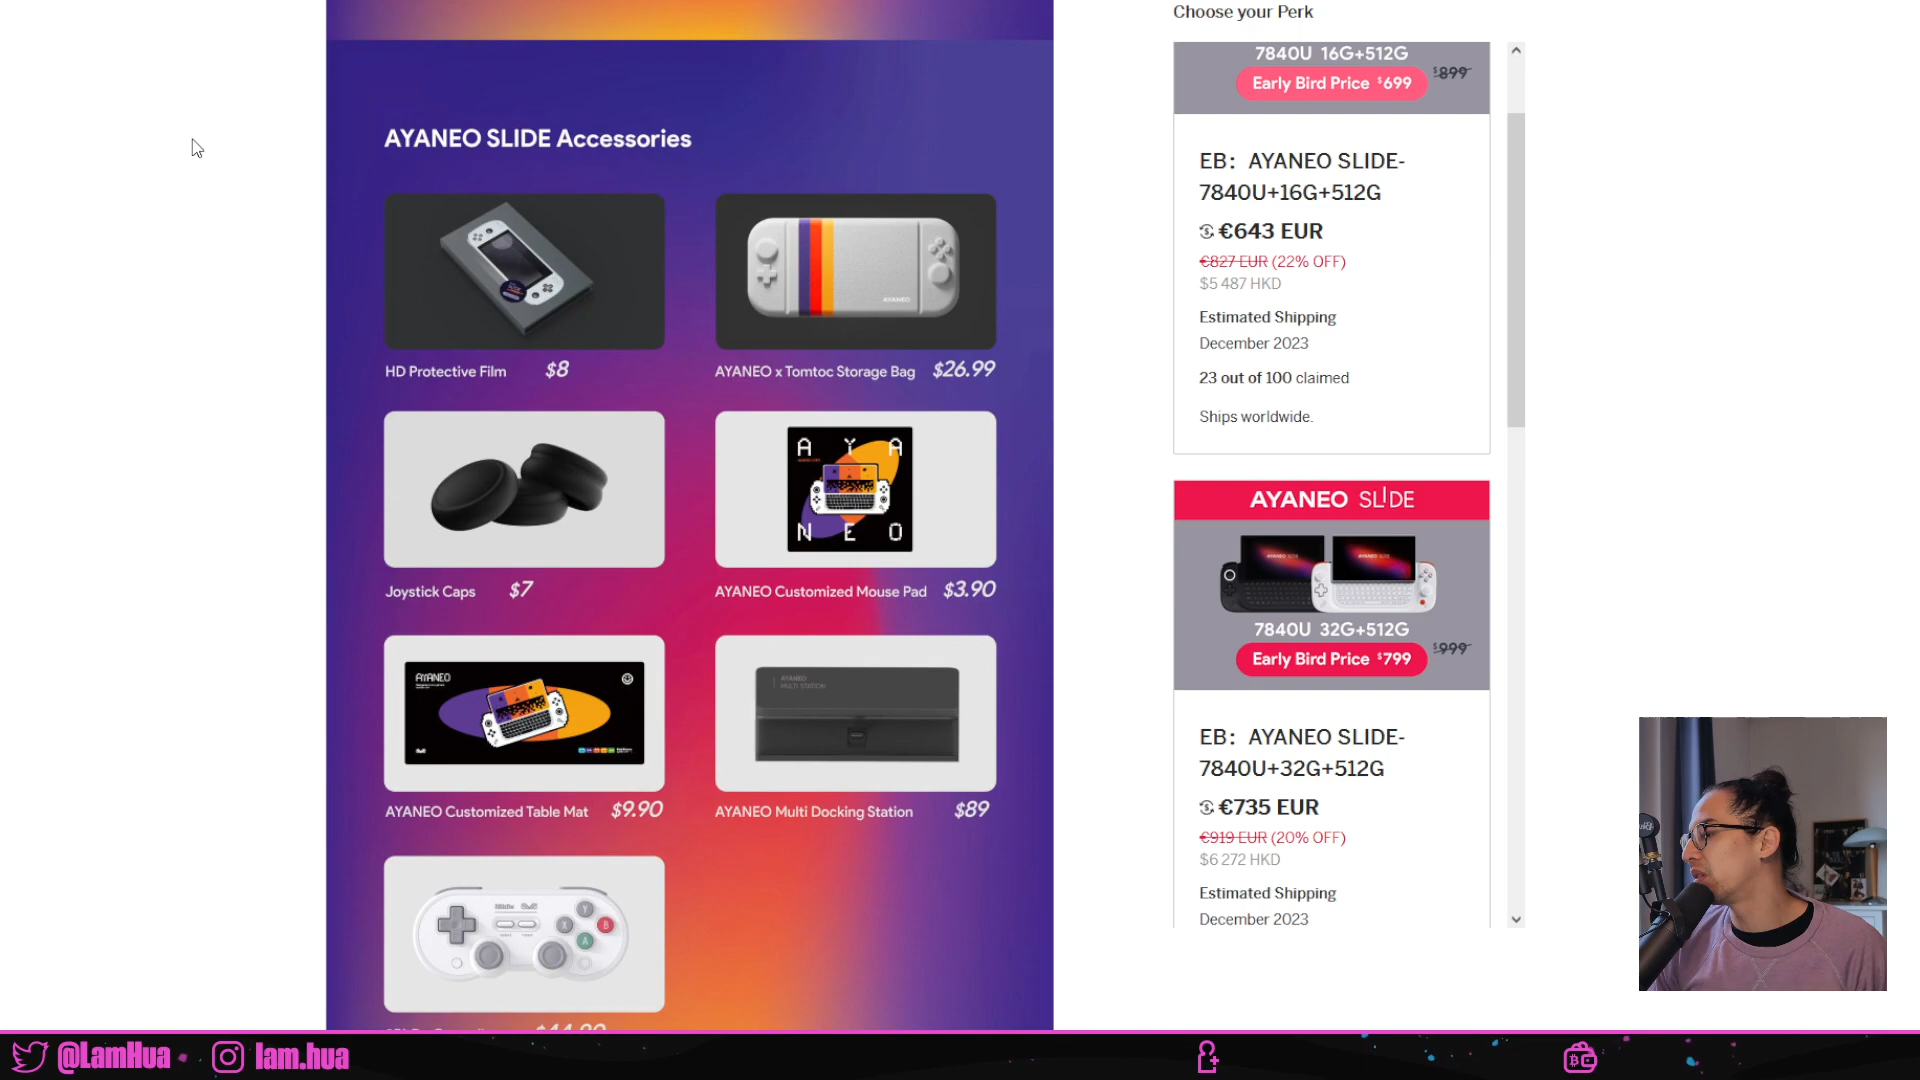 Choose your Perk
7840U 16G+512G
Early Bird Price $699
$899
EB: AYANEO SLIDE-
7840U+16G+512G
€643 EUR
€827 EUR (22% OFF)
$5 487 HKD
Estimated Shipping
December 2023
23 out of 100 claimed
Ships worldwide.
AYANEO SLIDE
7840U 32G+512G
Early Bird Price $799
$999
EB: AYANEO SLIDE-
7840U+32G+512G
€735 EUR
€919 EUR (20% OFF)
$6 272 HKD
Estimated Shipping
December 2023
AYANEO SLIDE Accessories
AYANEO
HD Protective Film $8
AYANEO x Tomtoc Storage Bag $26.99
A Y A
N E O
Joystick Caps $7
AYANEO Customized Mouse Pad $3.90
AYANEO
AYANEO
MULTI STATION
AYANEO Customized Table Mat $9.90
AYANEO Multi Docking Station $89
Y
X B
A
@LamHua
lam.hua